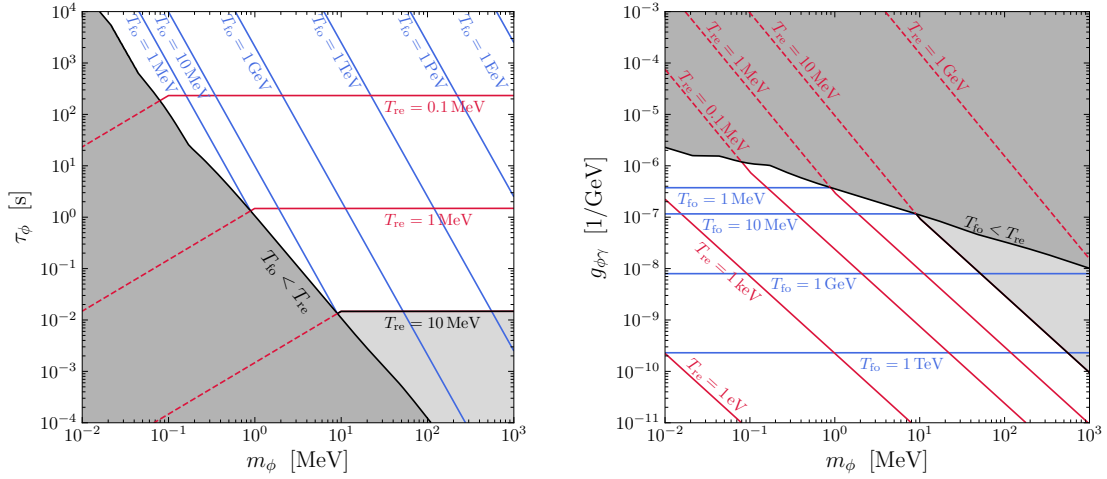 10^4
10^3
10^2
10^1
10^0
10^-1
10^-2
10^-3
10^-4
τ_ϕ [s]
T_fo = 1 MeV
T_fo = 10 MeV
T_fo = 1 GeV
T_fo = 1 TeV
T_fo = 1 PeV
T_fo = 1 EeV
T_re = 0.1 MeV
T_re = 1 MeV
T_fo < T_re
T_re = 10 MeV
10^-2
10^-1
10^0
10^1
10^2
10^3
m_ϕ [MeV]
10^-3
10^-4
10^-5
10^-6
10^-7
10^-8
10^-9
10^-10
10^-11
g_ϕγ [1/GeV]
T_re = 0.1 MeV
T_re = 1 MeV
T_re = 10 MeV
T_re = 1 GeV
T_fo = 1 MeV
T_fo = 10 MeV
T_fo < T_re
T_re = 1 keV
T_fo = 1 GeV
T_fo = 1 TeV
T_re = 1 eV
10^-2
10^-1
10^0
10^1
10^2
10^3
m_ϕ [MeV]